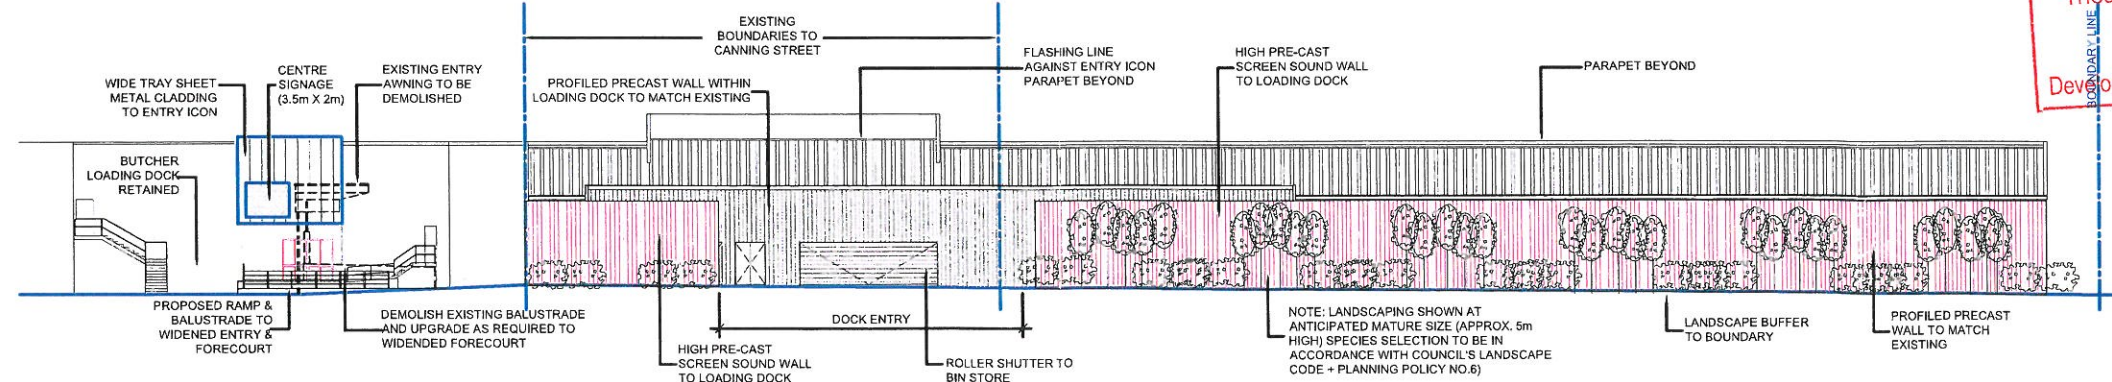 EXISTING
BOUNDARIES TO
CANNING STREET
WIDE TRAY SHEET
METAL CLADDING
TO ENTRY ICON
CENTRE
SIGNAGE
(3.5m X 2m)
EXISTING ENTRY
AWNING TO BE
DEMOLISHED
PROFILED PRECAST WALL WITHIN
LOADING DOCK TO MATCH EXISTING
FLASHING LINE
AGAINST ENTRY ICON
PARAPET BEYOND
HIGH PRE-CAST
SCREEN SOUND WALL
TO LOADING DOCK
PARAPET BEYOND
BOUNDARY LINE
BUTCHER
LOADING DOCK
RETAINED
PROPOSED RAMP &
BALUSTRADE TO
WIDENED ENTRY &
FORECOURT
DEMOLISH EXISTING BALUSTRADE
AND UPGRADE AS REQUIRED TO
WIDENDED FORECOURT
HIGH PRE-CAST
SCREEN SOUND WALL
TO LOADING DOCK
DOCK ENTRY
ROLLER SHUTTER TO
BIN STORE
NOTE: LANDSCAPING SHOWN AT
ANTICIPATED MATURE SIZE (APPROX. 5m
HIGH) SPECIES SELECTION TO BE IN
ACCORDANCE WITH COUNCIL'S LANDSCAPE
CODE + PLANNING POLICY NO.6)
LANDSCAPE BUFFER
TO BOUNDARY
PROFILED PRECAST
WALL TO MATCH
EXISTING